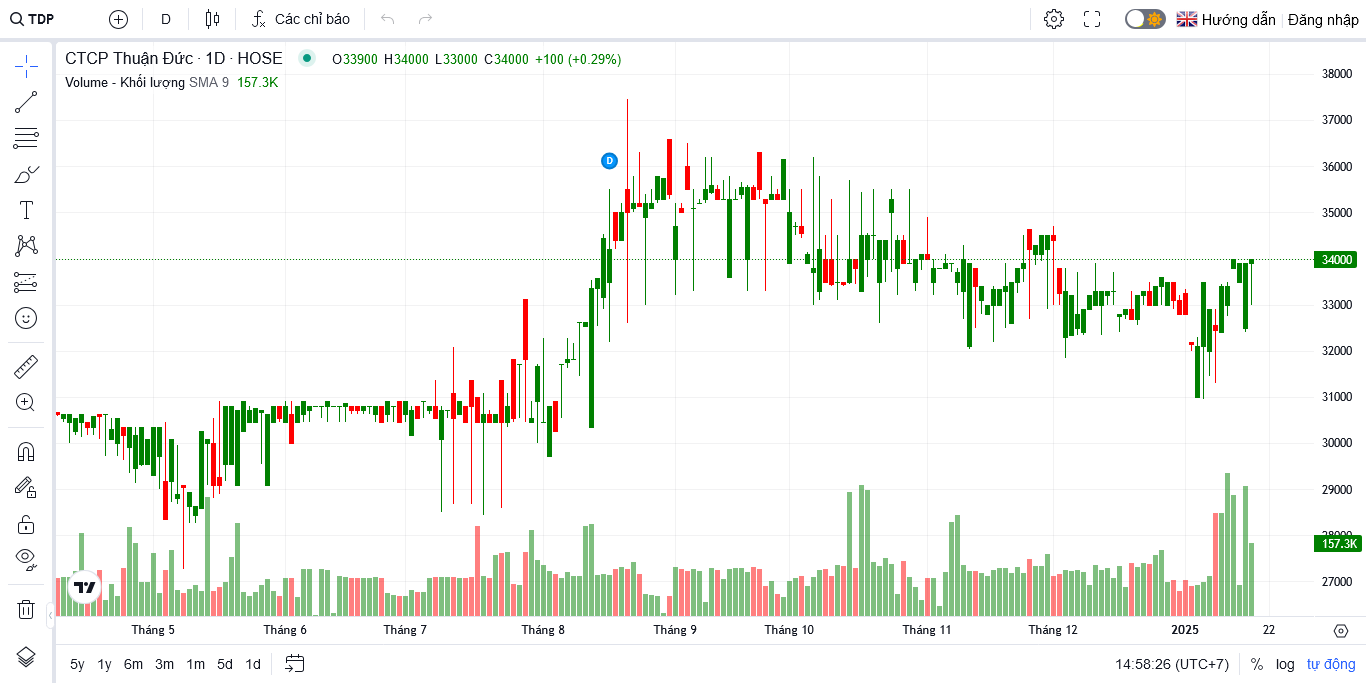 TDP D Các chỉ báo Hướng dẫn Đăng nhập
CTCP Thuận Đức · 1D · HOSE O33900 H34000 L33000 C34000 +100 (+0.29%)
Volume - Khối lượng SMA 9 157.3K
38000
37000
D
36000
35000
34000
33000
32000
31000
30000
29000
28000
157.3K
27000
Tháng 5 Tháng 6 Tháng 7 Tháng 8 Tháng 9 Tháng 10 Tháng 11 Tháng 12 2025 22
5y 1y 6m 3m 1m 5d 1d 14:58:26 (UTC+7) % log tự động